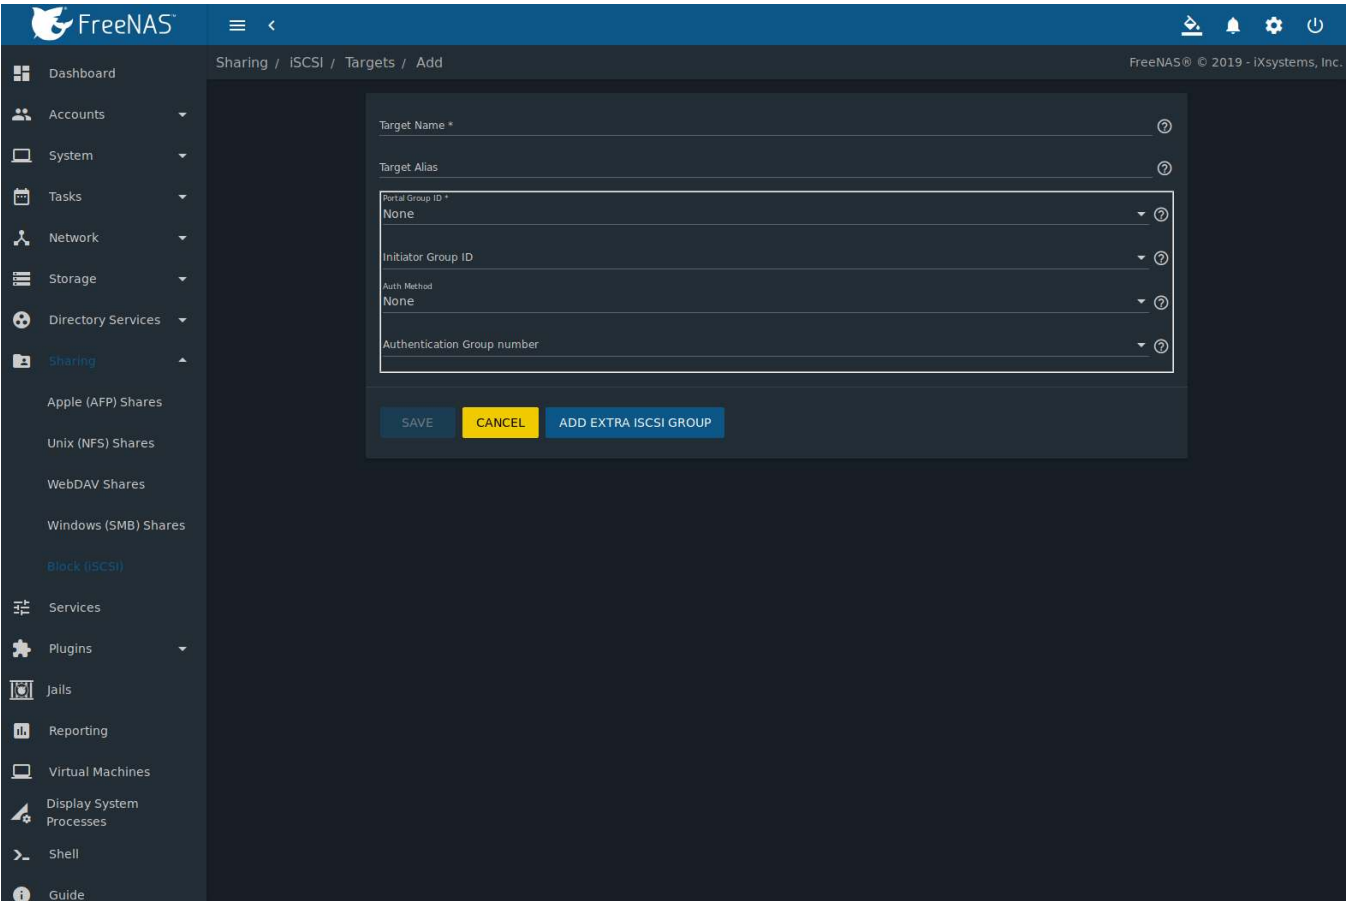 FreeNAS™
Sharing / iSCSI / Targets / Add
FreeNAS® © 2019 - iXsystems, Inc.
Dashboard
Accounts
System
Tasks
Network
Storage
Directory Services
Sharing
Apple (AFP) Shares
Unix (NFS) Shares
WebDAV Shares
Windows (SMB) Shares
Block (iSCSI)
Services
Plugins
Jails
Reporting
Virtual Machines
Display System
Processes
Shell
Guide
Target Name *
Target Alias
Portal Group ID *
None
Initiator Group ID
Auth Method
None
Authentication Group number
SAVE
CANCEL
ADD EXTRA ISCSI GROUP